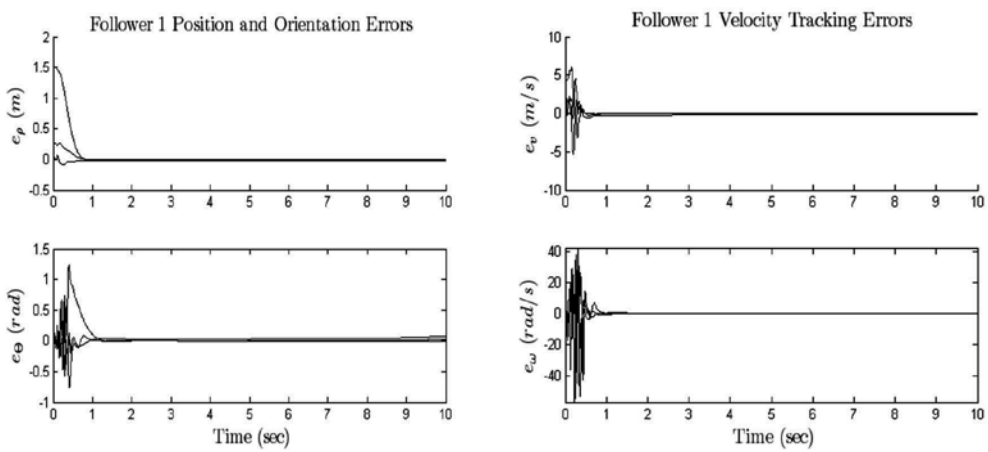 Follower 1 Position and Orientation Errors
2
1.5
1
0.5
0
-0.5
e_ρ (m)
0 1 2 3 4 5 6 7 8 9 10
1.5
1
0.5
0
-0.5
-1
e_Θ (rad)
0 1 2 3 4 5 6 7 8 9 10
Time (sec)
Follower 1 Velocity Tracking Errors
10
5
0
-5
-10
e_v (m/s)
0 1 2 3 4 5 6 7 8 9 10
40
20
0
-20
-40
e_ω (rad/s)
0 1 2 3 4 5 6 7 8 9 10
Time (sec)